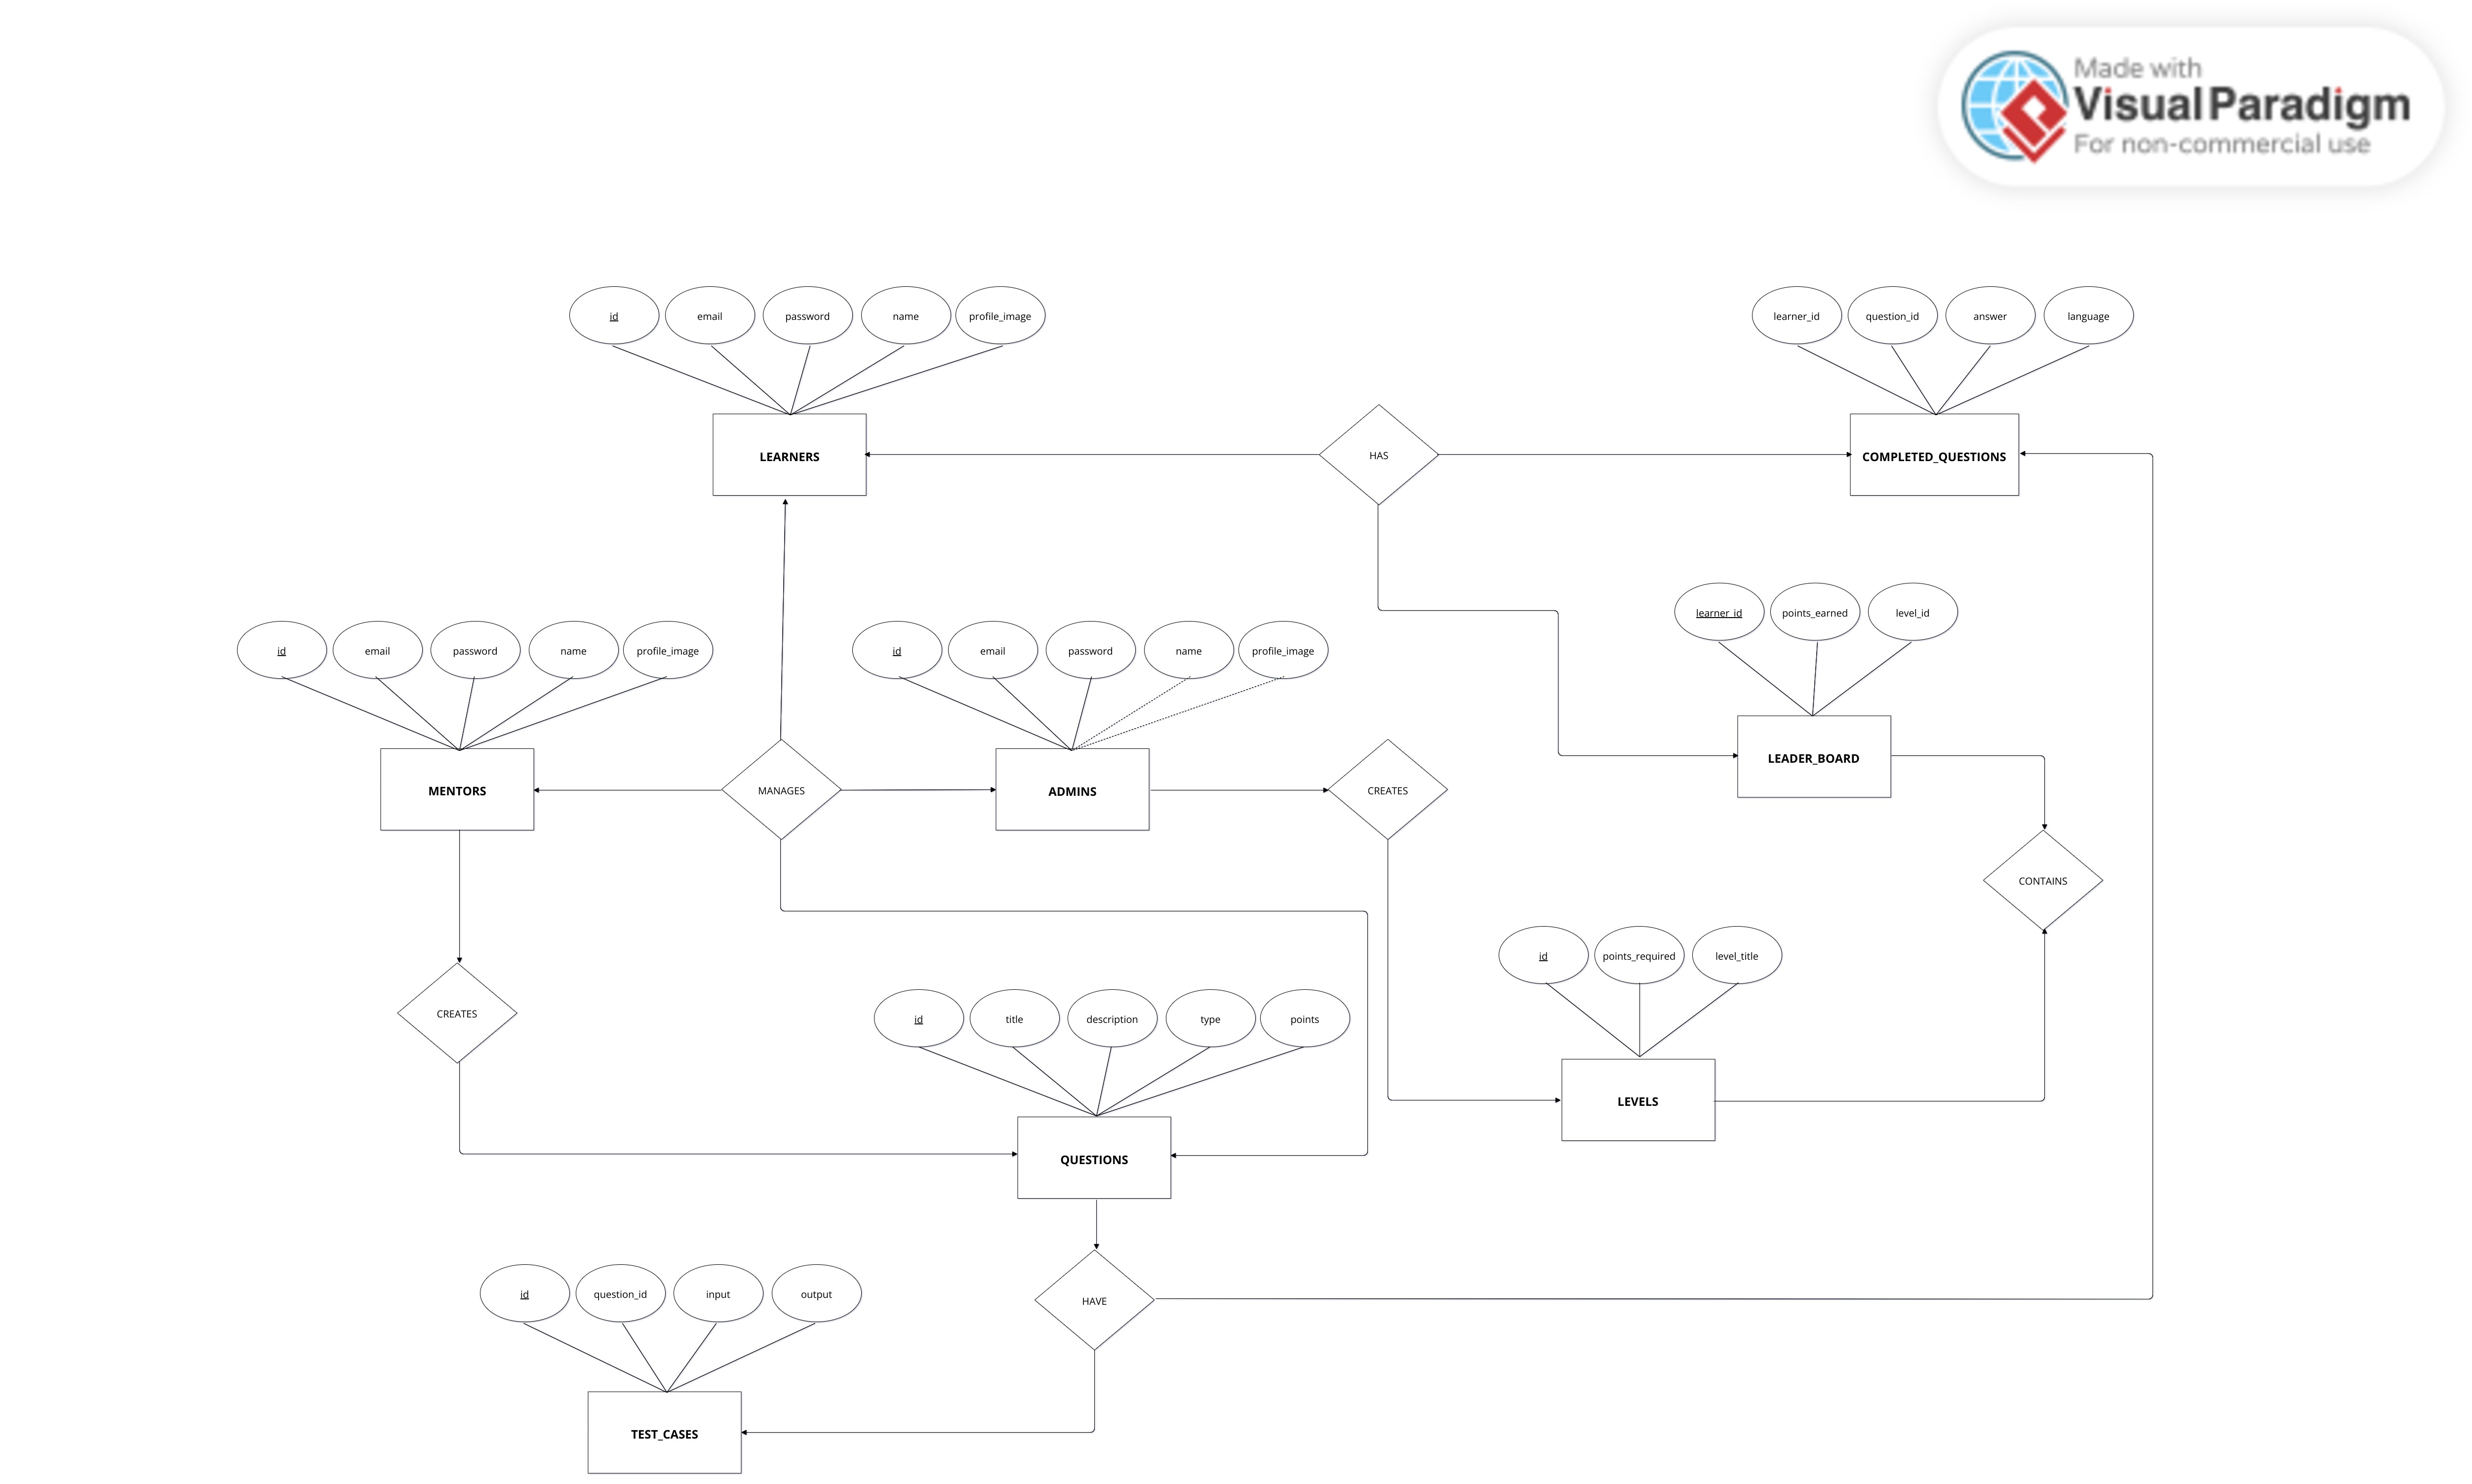 Made with
Visual Paradigm
For non-commercial use
id
email
password
name
profile_image
learner_id
question_id
answer
language
LEARNERS
HAS
COMPLETED_QUESTIONS
learner_id
points_earned
level_id
id
email
password
name
profile_image
id
email
password
name
profile_image
LEADER_BOARD
MENTORS
MANAGES
ADMINS
CREATES
CONTAINS
id
points_required
level_title
CREATES
id
title
description
type
points
LEVELS
QUESTIONS
id
question_id
input
output
HAVE
TEST_CASES